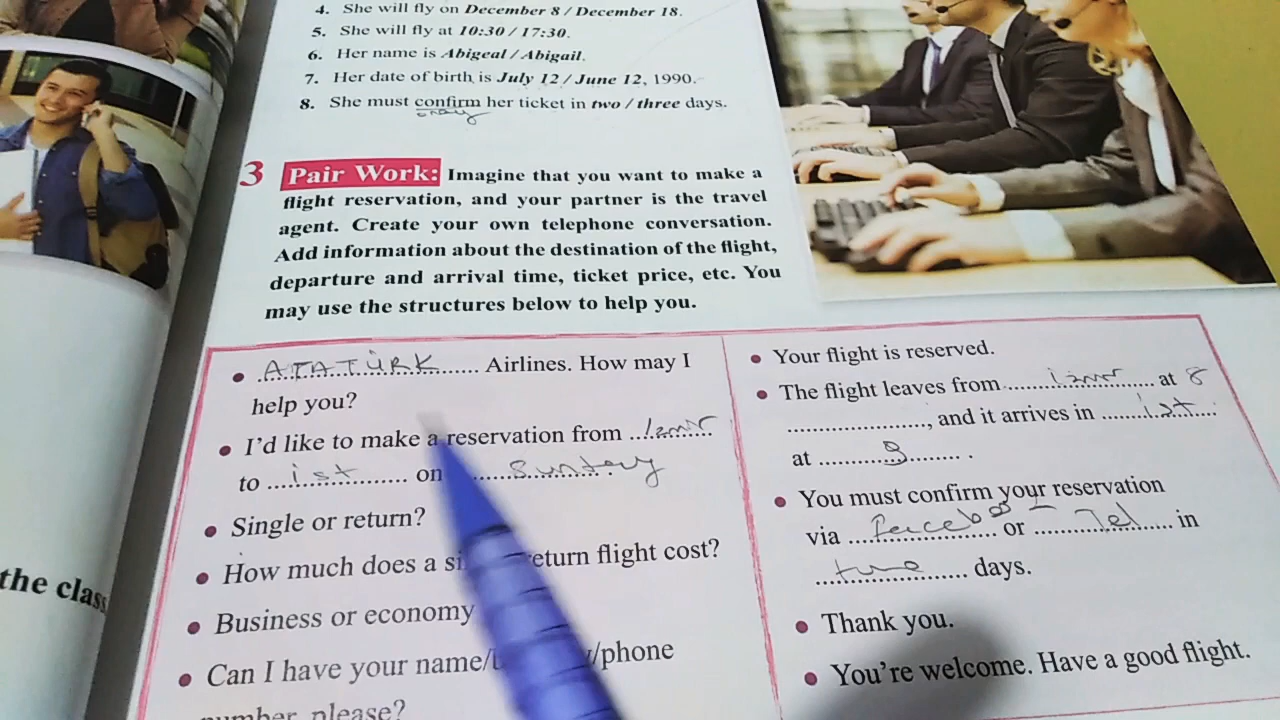 4. She will fly on December 8 / December 18.
5. She will fly at 10:30 / 17:30.
6. Her name is Abigeal / Abigail.
7. Her date of birth is July 12 / June 12, 1990.
8. She must confirm her ticket in two / three days.
onay
3 Pair Work: Imagine that you want to make a
flight reservation, and your partner is the travel
agent. Create your own telephone conversation.
Add information about the destination of the flight,
departure and arrival time, ticket price, etc. You
may use the structures below to help you.
• ATATÜRK Airlines. How may I
help you?
• I'd like to make a reservation from İzmir
to ist on
• Single or return?
• How much does a return flight cost?
• Business or economy
• Can I have your name/ /phone
number, please?
• Your flight is reserved.
• The flight leaves from izmir at 8
, and it arrives in ist
at 9 .
• You must confirm your reservation
via or Tel in
days.
• Thank you.
• You're welcome. Have a good flight.
the class